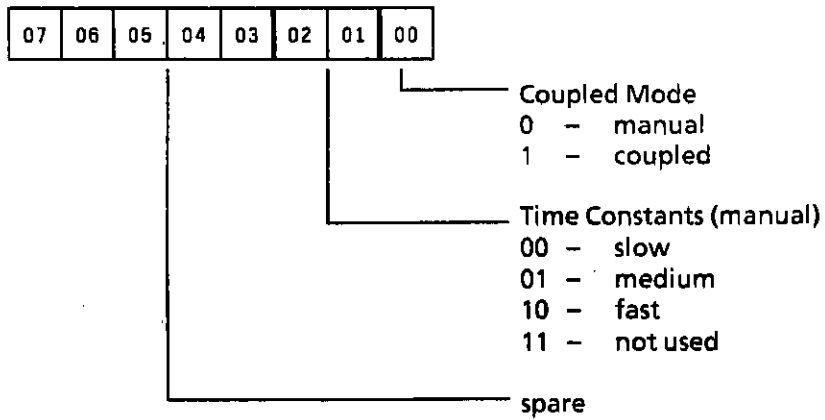 07 06 05 04 03 02 01 00
Coupled Mode
0 – manual
1 – coupled
Time Constants (manual)
00 – slow
01 – medium
10 – fast
11 – not used
spare